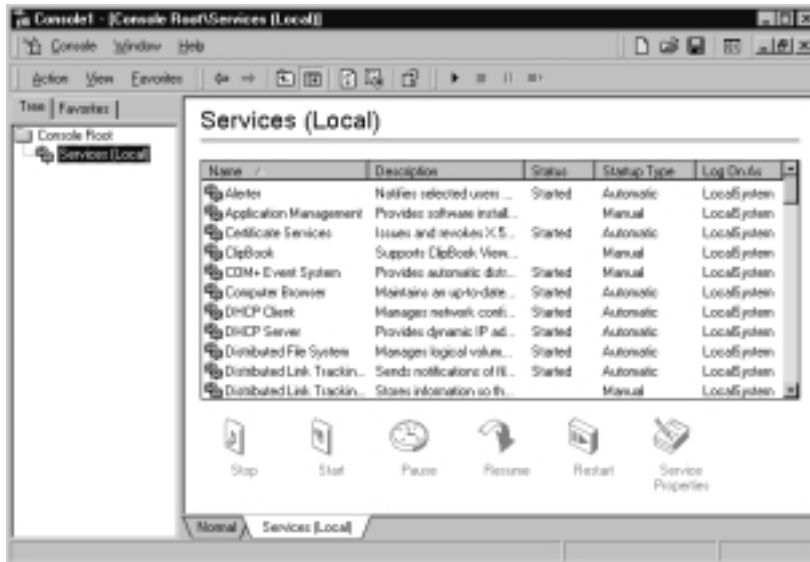 Console1 - [Console Root\Services (Local)]
Console Window Help
Action View Favorites
Tree Favorites
Console Root
Services (Local)
Services (Local)
Name Description Status Startup Type Log On As
Alerter Notifies selected users ... Started Automatic LocalSystem
Application Management Provides software install... Manual LocalSystem
Certificate Services Issues and revokes X.5... Started Automatic LocalSystem
ClipBook Supports ClipBook View... Manual LocalSystem
COM+ Event System Provides automatic distr... Started Manual LocalSystem
Computer Browser Maintains an up-to-date... Started Automatic LocalSystem
DHCP Client Manages network confi... Started Automatic LocalSystem
DHCP Server Provides dynamic IP ad... Started Automatic LocalSystem
Distributed File System Manages logical volum... Started Automatic LocalSystem
Distributed Link Trackin... Sends notifications of fil... Started Automatic LocalSystem
Distributed Link Trackin... Stores information so th... Manual LocalSystem
Stop Start Pause Resume Restart Service Properties
Normal Services (Local)